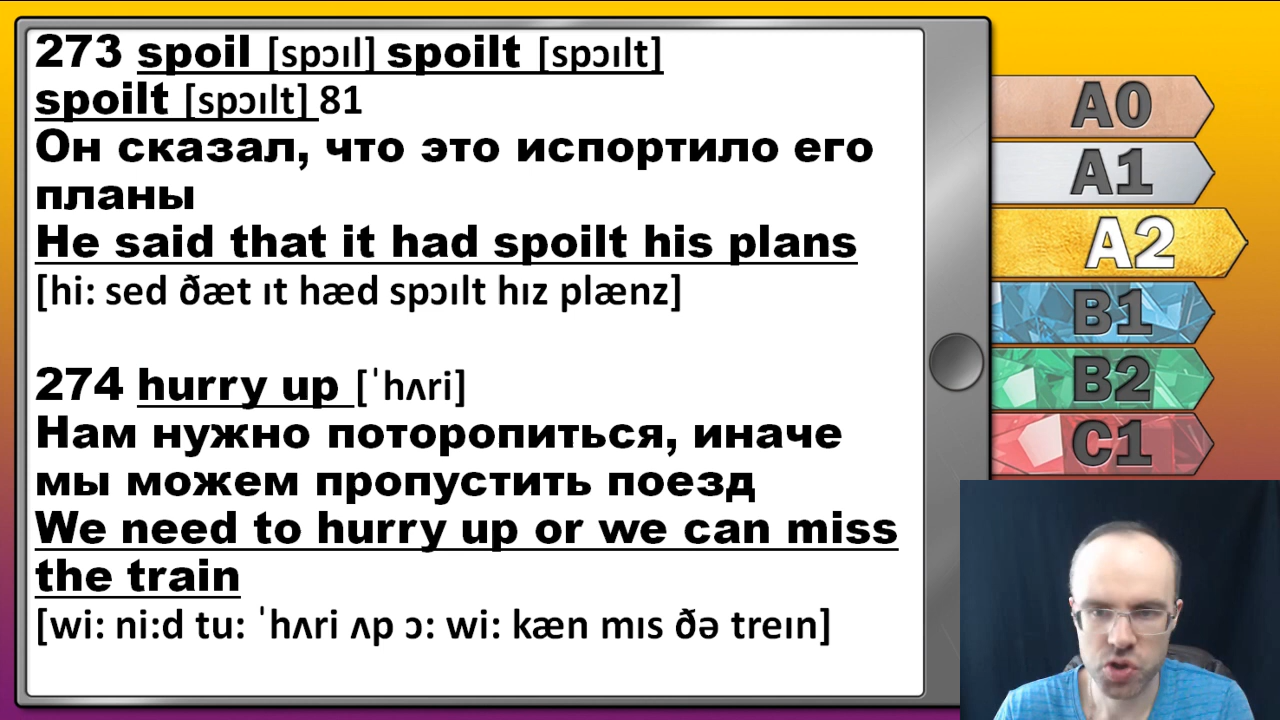 273 spoil [spɔɪl] spoilt [spɔɪlt]
spoilt [spɔɪlt] 81
Он сказал, что это испортило его
планы
He said that it had spoilt his plans
[hi: sed ðæt ɪt hæd spɔɪlt hɪz plænz]
274 hurry up [ˈhʌri]
Нам нужно поторопиться, иначе
мы можем пропустить поезд
We need to hurry up or we can miss
the train
[wi: ni:d tu: ˈhʌri ʌp ɔ: wi: kæn mɪs ðə treɪn]
A0
A1
A2
B1
B2
C1